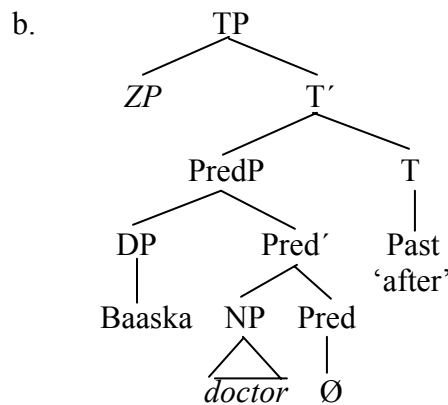 b. TP
ZP T´
PredP T
DP Pred´ Past
‘after’
Baaska NP Pred
doctor Ø